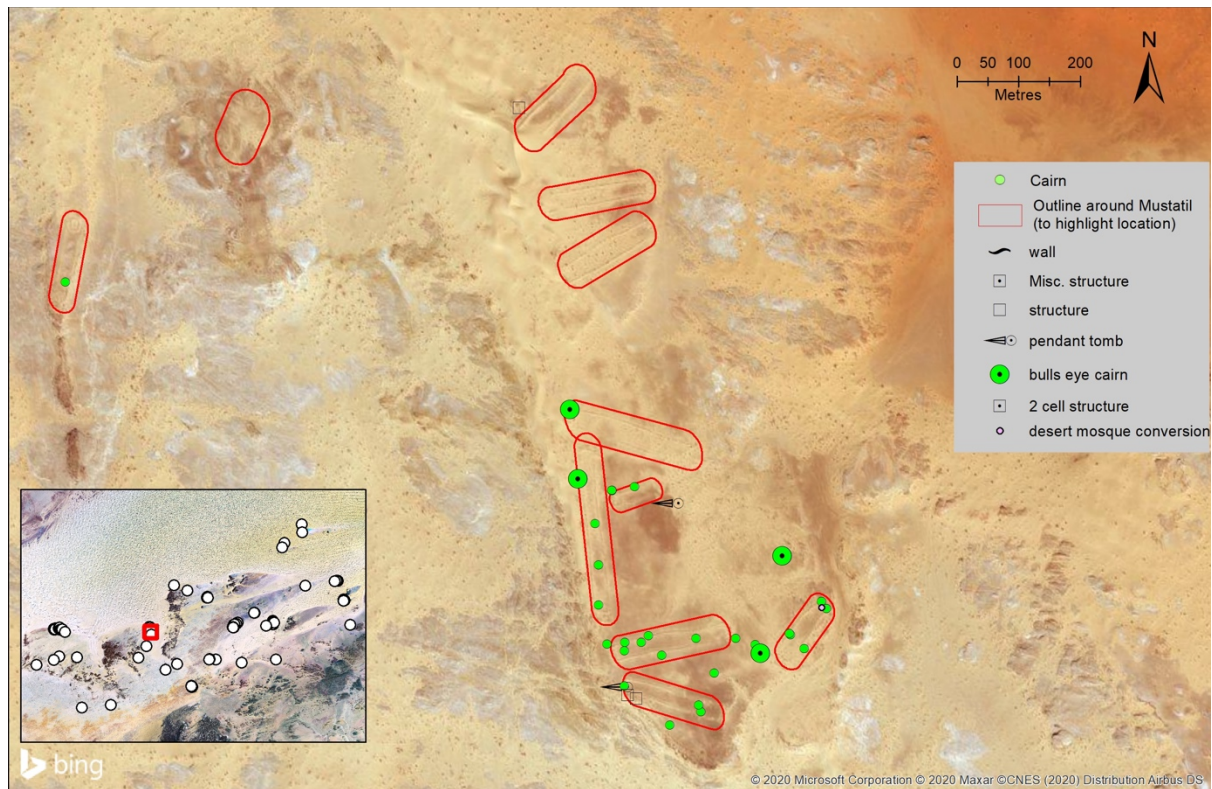 N
0 50 100 200
Metres
Cairn
Outline around Mustatil
(to highlight location)
wall
Misc. structure
structure
pendant tomb
bulls eye cairn
2 cell structure
desert mosque conversion
bing
© 2020 Microsoft Corporation © 2020 Maxar ©CNES (2020) Distribution Airbus DS